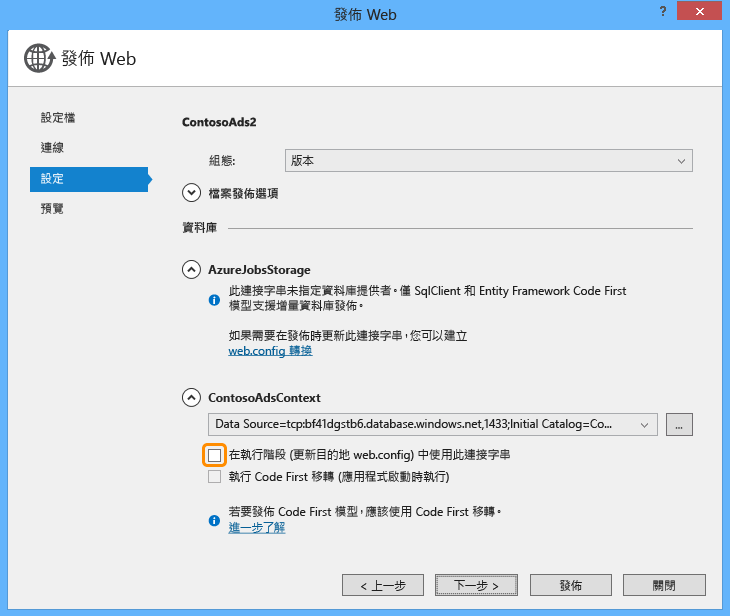 發佈 Web
?
發佈 Web
設定檔
連線
設定
預覽
ContosoAds2
組態:
版本
檔案發佈選項
資料庫
AzureJobsStorage
此連接字串未指定資料庫提供者。僅 SqlClient 和 Entity Framework Code First
模型支援增量資料庫發佈。
如果需要在發佈時更新此連接字串,您可以建立
web.config 轉換
ContosoAdsContext
Data Source=tcp:bf41dgstb6.database.windows.net,1433;Initial Catalog=Co...
...
在執行階段 (更新目的地 web.config) 中使用此連接字串
執行 Code First 移轉 (應用程式啟動時執行)
若要發佈 Code First 模型,應該使用 Code First 移轉。
進一步了解
< 上一步
下一步 >
發佈
關閉